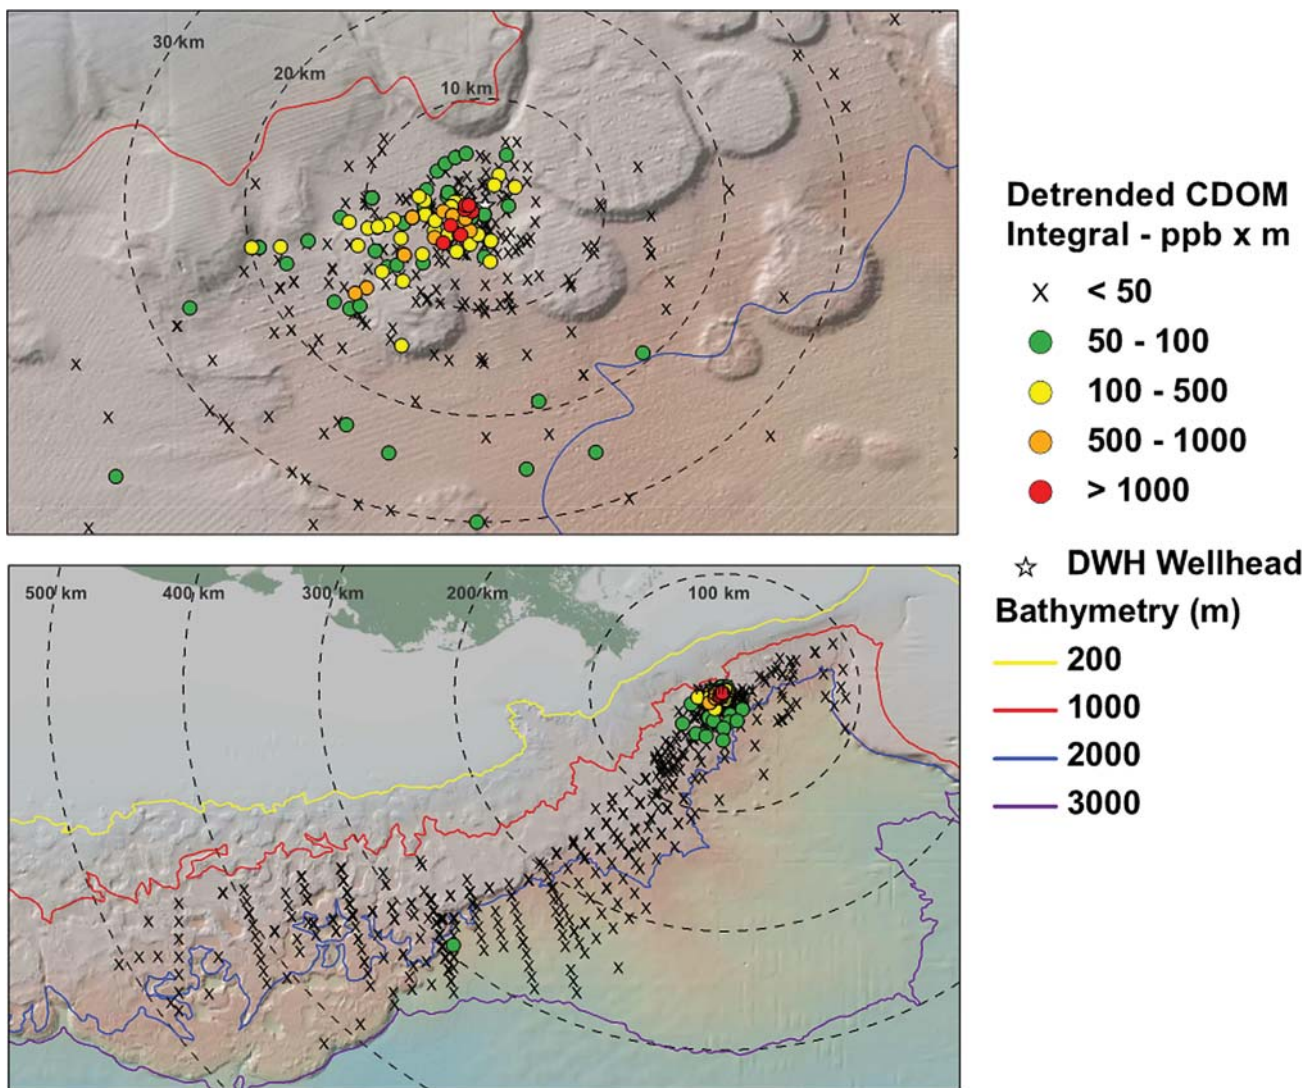 30 km
20 km
10 km
Detrended CDOM
Integral - ppb x m
< 50
50 - 100
100 - 500
500 - 1000
> 1000
DWH Wellhead
Bathymetry (m)
200
1000
2000
3000
500 km
400 km
300 km
200 km
100 km